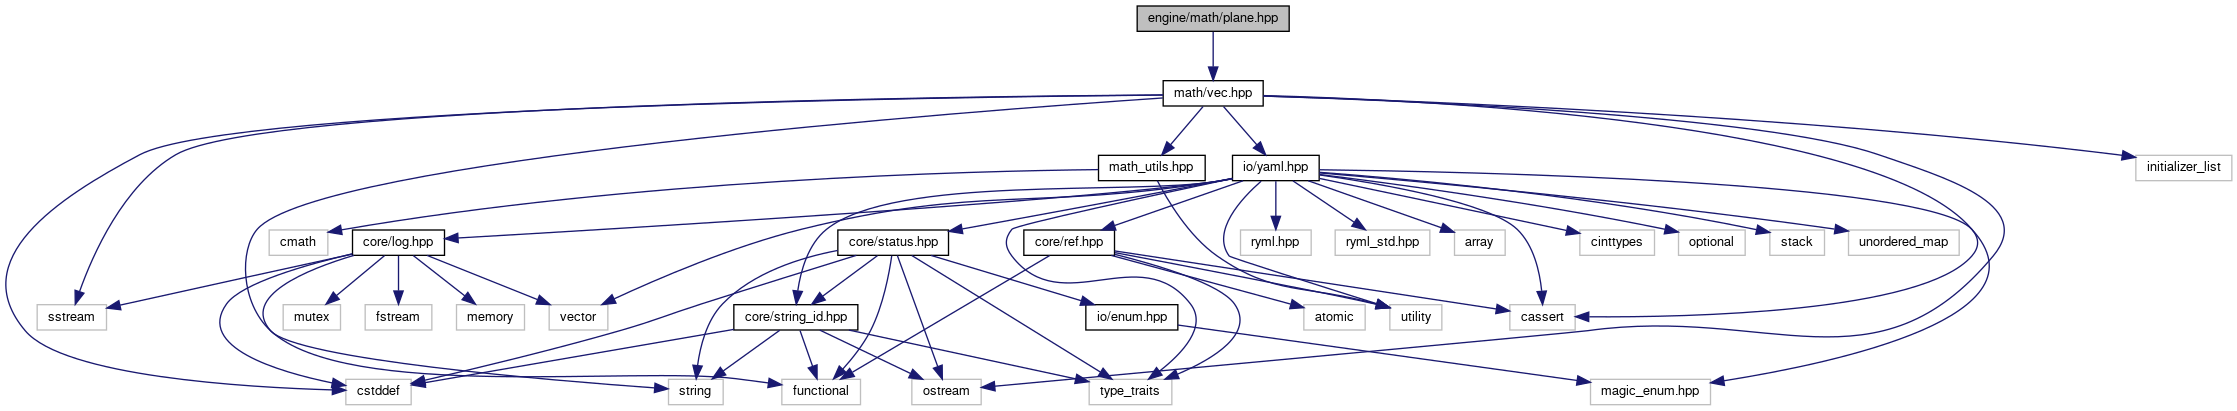 engine/math/plane.hpp
math/vec.hpp
math_utils.hpp
io/yaml.hpp
initializer_list
cmath
core/log.hpp
core/status.hpp
core/ref.hpp
ryml.hpp
ryml_std.hpp
array
cinttypes
optional
stack
unordered_map
sstream
mutex
fstream
memory
vector
core/string_id.hpp
io/enum.hpp
atomic
utility
cassert
cstddef
string
functional
ostream
type_traits
magic_enum.hpp